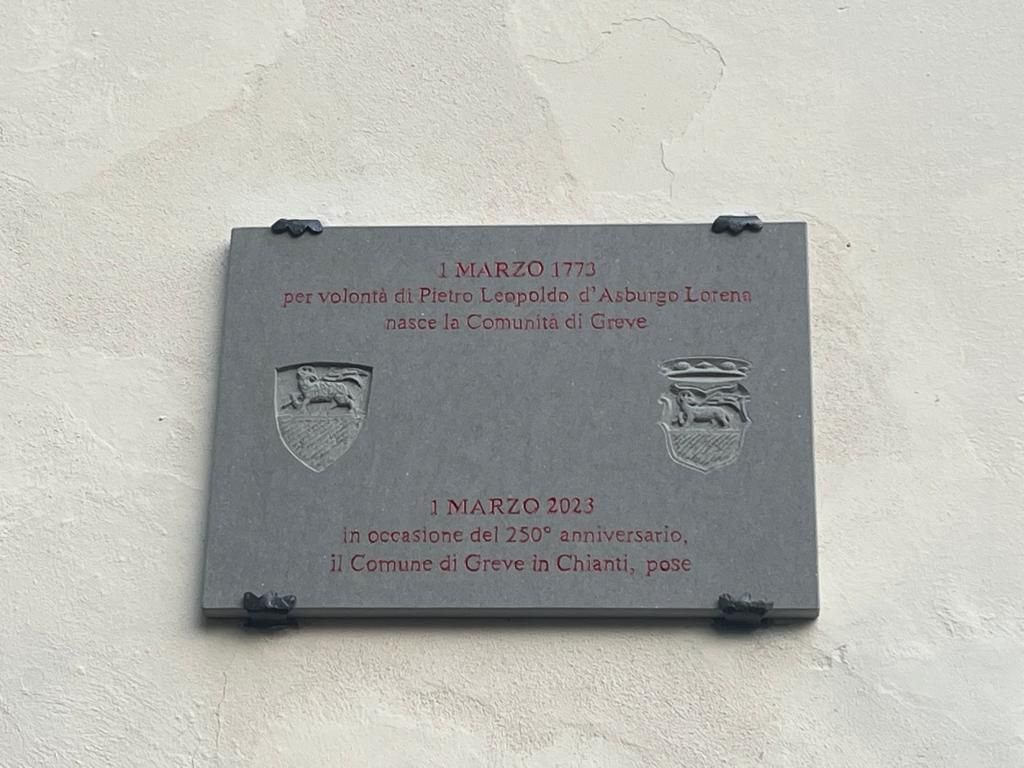 1 MARZO 1773
per volontà di Pietro Leopoldo d'Asburgo Lorena
nasce la Comunità di Greve
1 MARZO 2023
in occasione del 250° anniversario,
il Comune di Greve in Chianti, pose